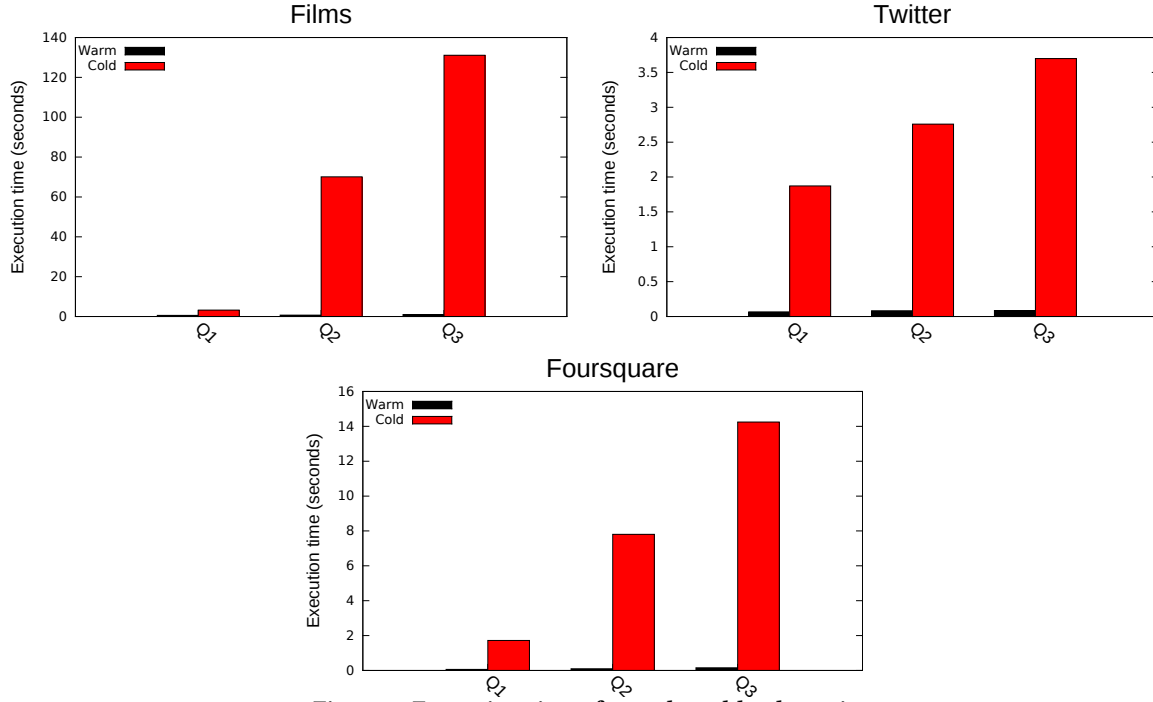 Films
140
120
100
80
60
40
20
0
Execution time (seconds)
Warm
Cold
Q1
Q2
Q3
Twitter
4
3.5
3
2.5
2
1.5
1
0.5
0
Execution time (seconds)
Warm
Cold
Q1
Q2
Q3
Foursquare
16
14
12
10
8
6
4
2
0
Execution time (seconds)
Warm
Cold
Q1
Q2
Q3